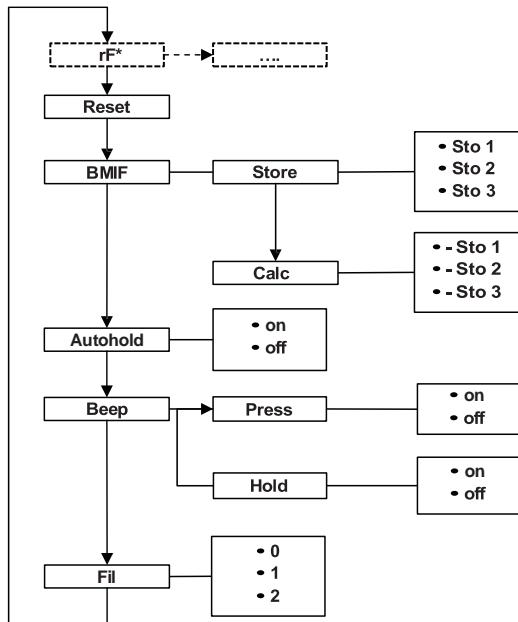 rF*
....
Reset
BMIF
Store
• Sto 1
• Sto 2
• Sto 3
Calc
• - Sto 1
• - Sto 2
• - Sto 3
Autohold
• on
• off
Beep
Press
• on
• off
Hold
• on
• off
Fil
• 0
• 1
• 2